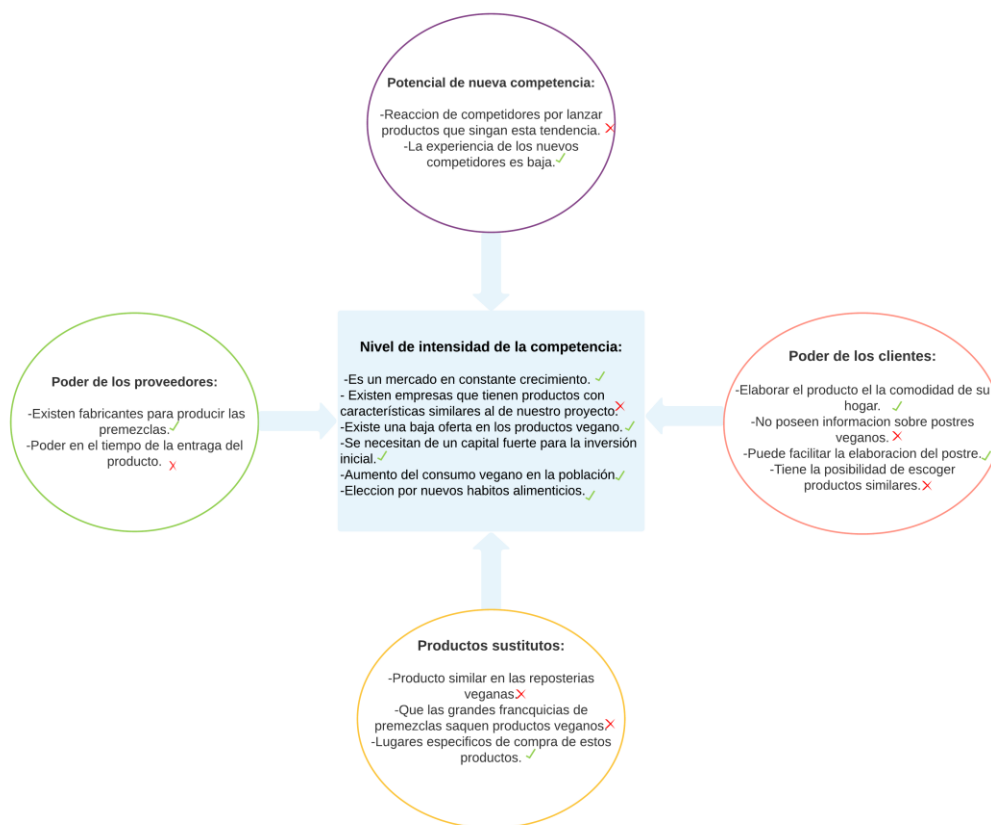 Potencial de nueva competencia:
-Reaccion de competidores por lanzar
productos que singan esta tendencia.
-La experiencia de los nuevos
competidores es baja.
Poder de los proveedores:
-Existen fabricantes para producir las
premezclas.
-Poder en el tiempo de la entraga del
producto.
Nivel de intensidad de la competencia:
-Es un mercado en constante crecimiento.
- Existen empresas que tienen productos con
características similares al de nuestro proyecto.
-Existe una baja oferta en los productos vegano.
-Se necesitan de un capital fuerte para la inversión
inicial.
-Aumento del consumo vegano en la población.
-Eleccion por nuevos habitos alimenticios.
Poder de los clientes:
-Elaborar el producto el la comodidad de su
hogar.
-No poseen informacion sobre postres
veganos.
-Puede facilitar la elaboracion del postre.
-Tiene la posibilidad de escoger
productos similares.
Productos sustitutos:
-Producto similar en las reposterias
veganas.
-Que las grandes francquicias de
premezclas saquen productos veganos.
-Lugares especificos de compra de estos
productos.